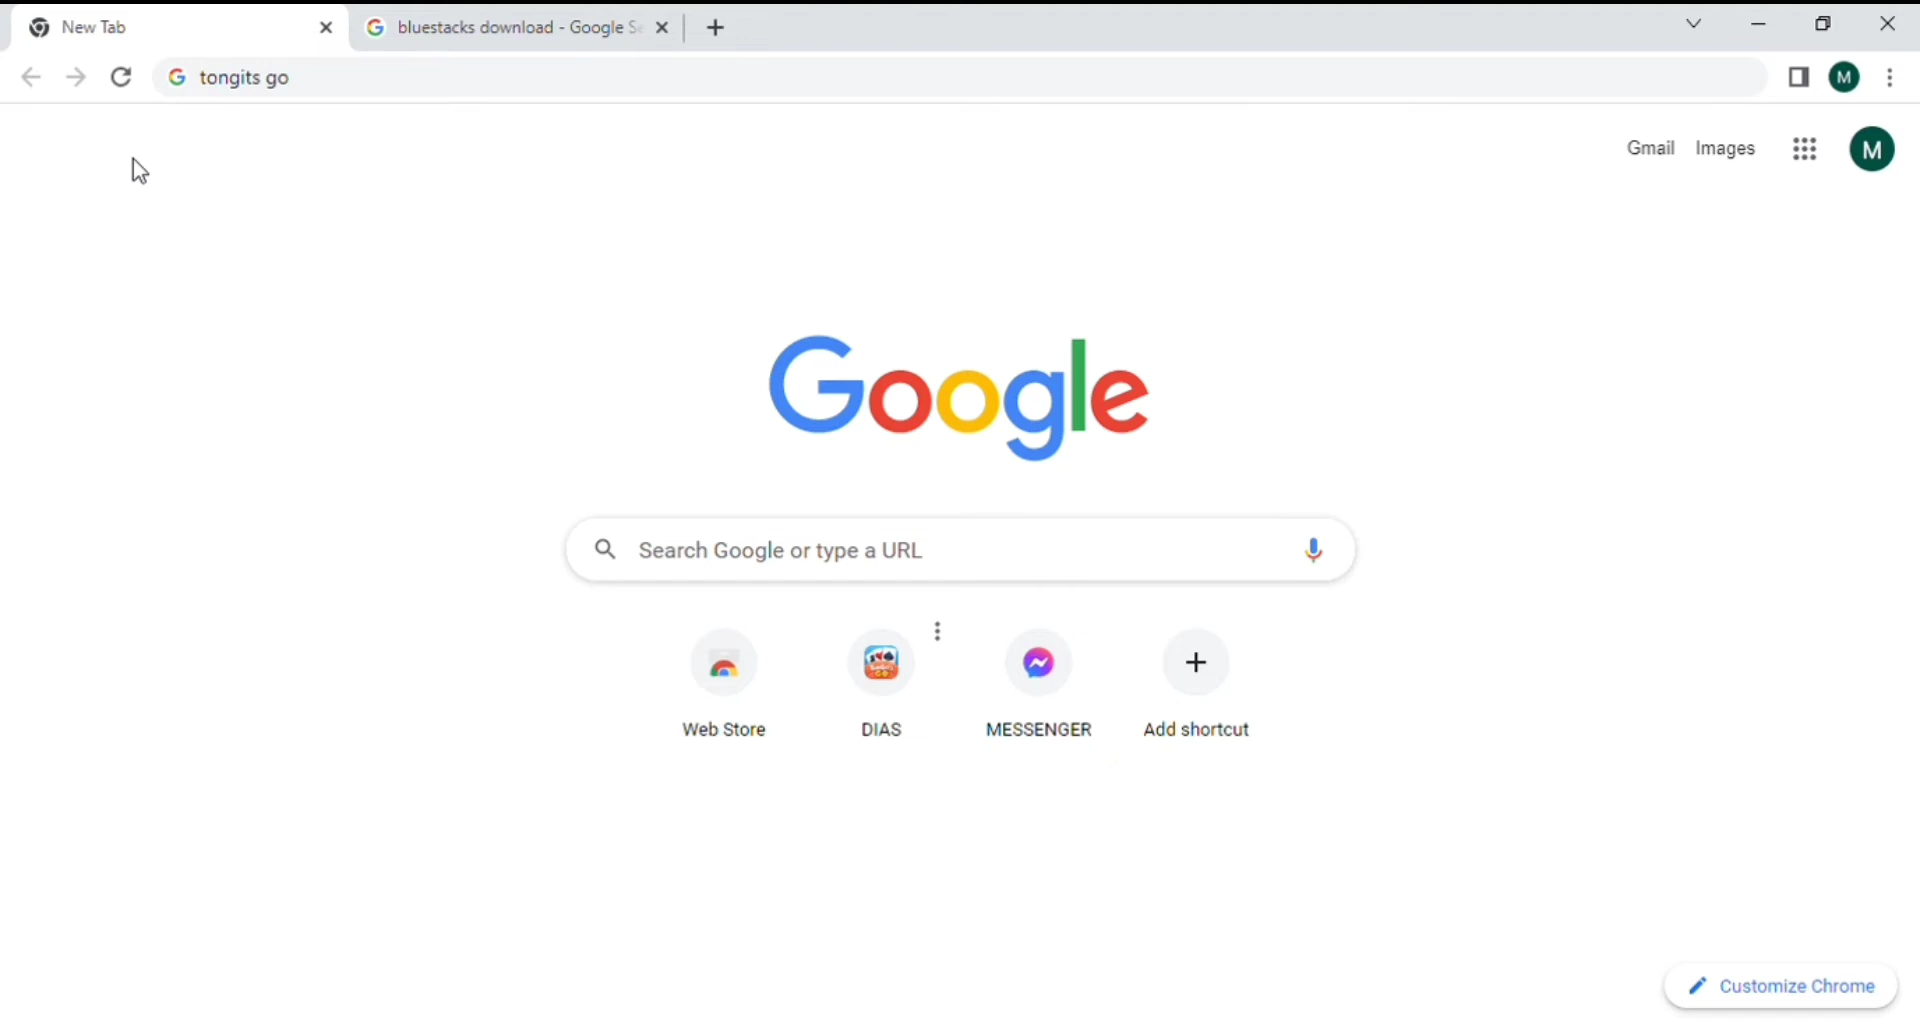 New Tab
bluestacks download - Google Se
tongits go
M
Gmail
Images
M
Google
Search Google or type a URL
Web Store
DIAS
MESSENGER
Add shortcut
Customize Chrome